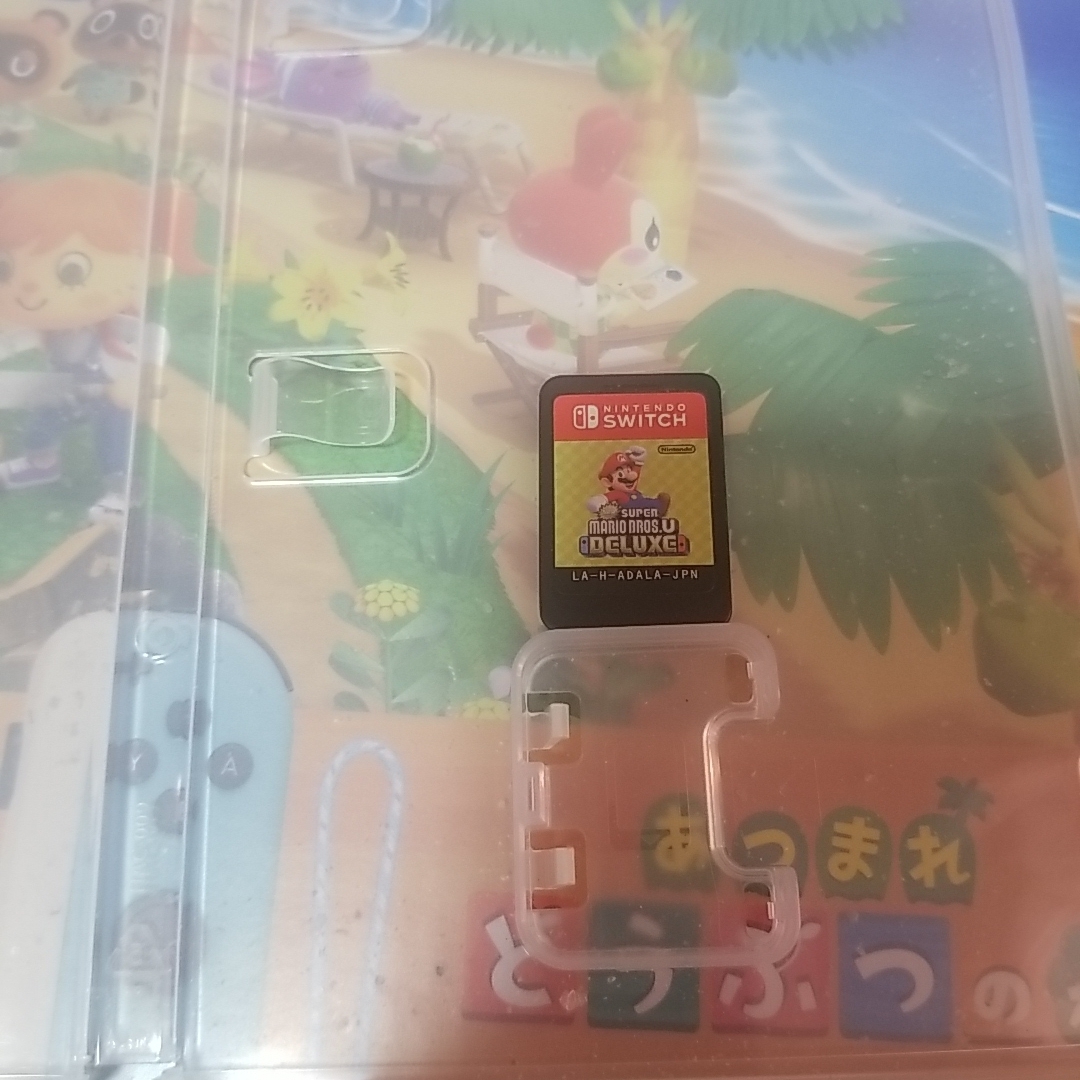 NINTENDO
SWITCH
Nintendo
NEW
SUPER
MARIO BROS. U
DELUXE
LA-H-ADALA-JPN
Y
A
あつまれ
どうぶつの